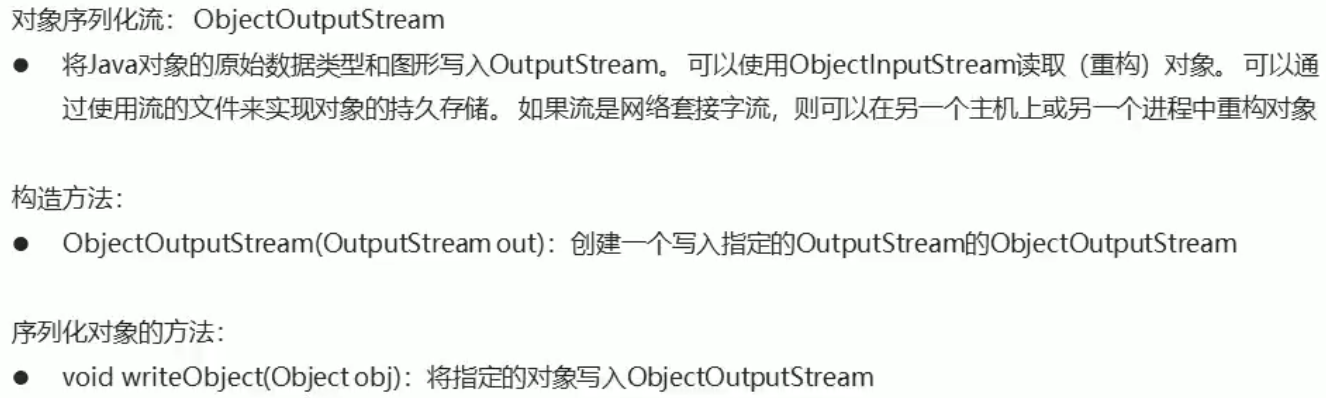 对象序列化流： ObjectOutputStream
● 将Java对象的原始数据类型和图形写入OutputStream。 可以使用ObjectInputStream读取（重构）对象。 可以通
过使用流的文件来实现对象的持久存储。 如果流是网络套接字流，则可以在另一个主机上或另一个进程中重构对象
构造方法：
● ObjectOutputStream(OutputStream out)：创建一个写入指定的OutputStream的ObjectOutputStream
序列化对象的方法：
● void writeObject(Object obj)：将指定的对象写入ObjectOutputStream